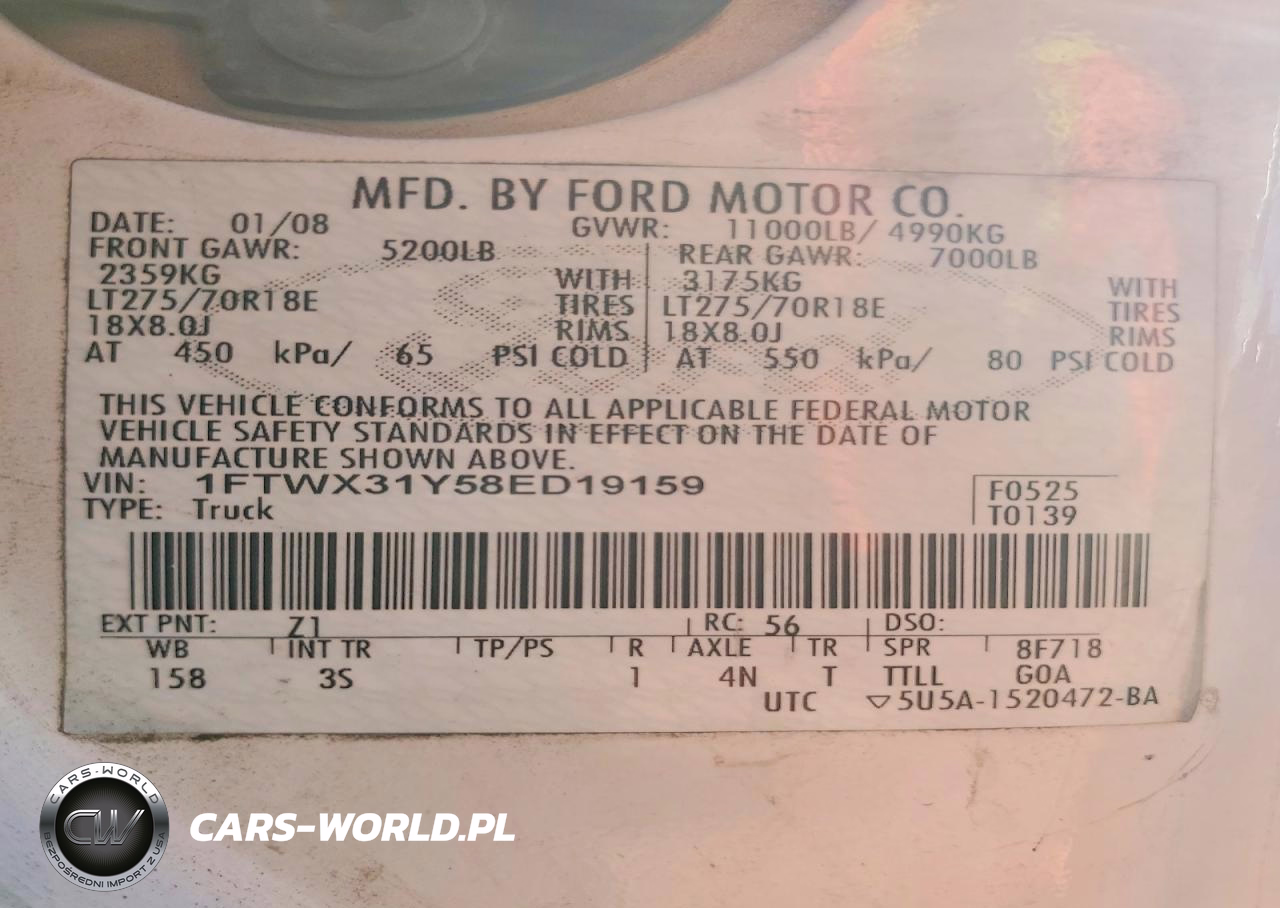 MFD. BY FORD MOTOR CO.
DATE: 01/08 GVWR: 11000LB/ 4990KG
FRONT GAWR: 5200LB REAR GAWR: 7000LB
2359KG WITH 3175KG WITH
LT275/70R18E TIRES LT275/70R18E TIRES
18X8.0J RIMS 18X8.0J RIMS
AT 450 kPa/ 65 PSI COLD AT 550 kPa/ 80 PSI COLD
THIS VEHICLE CONFORMS TO ALL APPLICABLE FEDERAL MOTOR
VEHICLE SAFETY STANDARDS IN EFFECT ON THE DATE OF
MANUFACTURE SHOWN ABOVE.
VIN: 1FTWX31Y58ED19159
F0525
TYPE: Truck T0139
EXT PNT: Z1 RC: 56 DSO:
WB INT TR TP/PS R AXLE TR SPR 8F718
158 3S 1 4N T TTLL GOA
UTC ▽5U5A-1520472-BA
CARS-WORLD
CW
BEZPOŚREDNI IMPORT Z USA
CARS-WORLD.PL